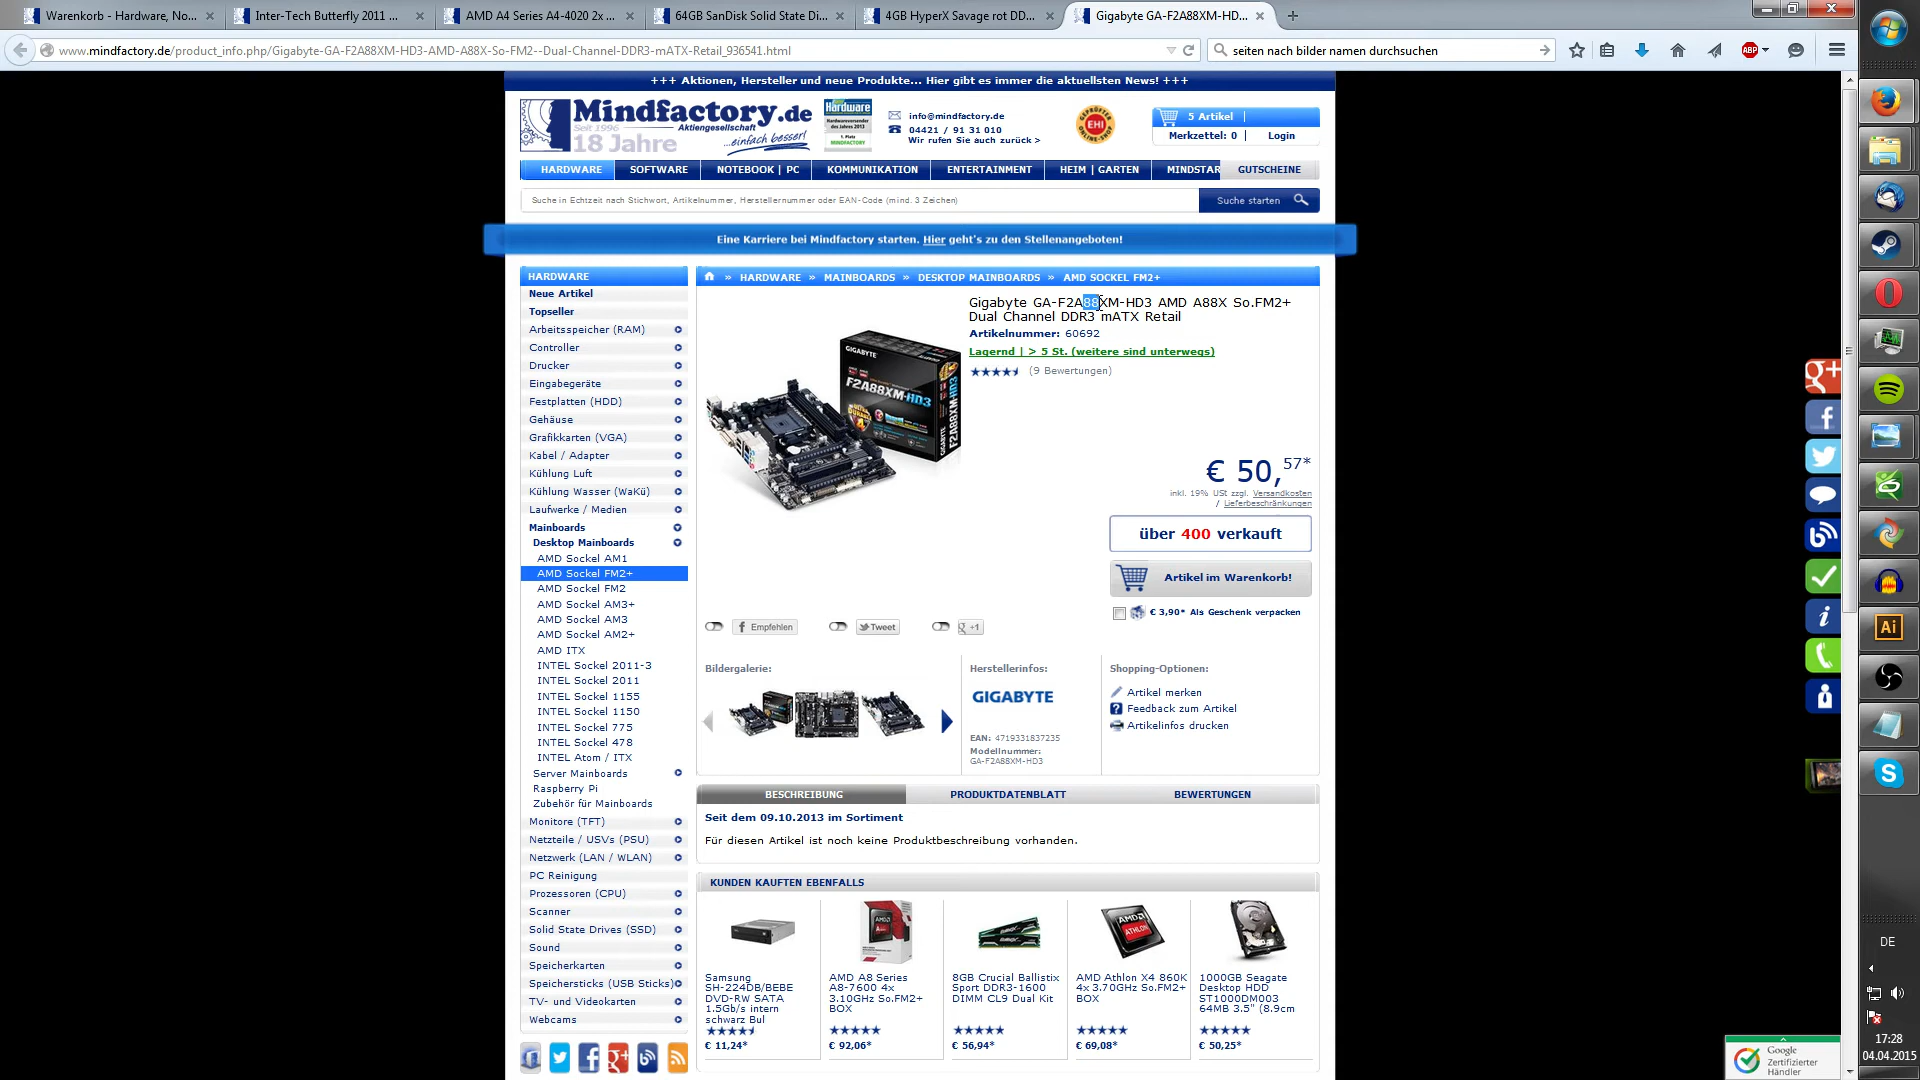 Warenkorb - Hardware, No...
Inter-Tech Butterfly 2011 ...
AMD A4 Series A4-4020 2x ...
64GB SanDisk Solid State Di...
4GB HyperX Savage rot DD...
Gigabyte GA-F2A88XM-HD...
www.mindfactory.de/product_info.php/Gigabyte-GA-F2A88XM-HD3-AMD-A88X-So-FM2--Dual-Channel-DDR3-mATX-Retail_936541.html
seiten nach bilder namen durchsuchen
ABP
+++ Aktionen, Hersteller und neue Produkte... Hier gibt es immer die aktuellsten News! +++
Mindfactory.de
Seit 1996
Aktiengesellschaft
18 Jahre
...einfach besser!
Hardware
Hardwareversender
des Jahres 2013
1. Platz
MINDFACTORY
info@mindfactory.de
04421 / 91 31 010
Wir rufen Sie auch zurück >
EHI
5 Artikel
Merkzettel: 0
Login
HARDWARE
SOFTWARE
NOTEBOOK | PC
KOMMUNIKATION
ENTERTAINMENT
HEIM | GARTEN
MINDSTAR
GUTSCHEINE
Suche in Echtzeit nach Stichwort, Artikelnummer, Herstellernummer oder EAN-Code (mind. 3 Zeichen)
Suche starten
Eine Karriere bei Mindfactory starten. Hier geht's zu den Stellenangeboten!
HARDWARE
Neue Artikel
Topseller
Arbeitsspeicher (RAM)
Controller
Drucker
Eingabegeräte
Festplatten (HDD)
Gehäuse
Grafikkarten (VGA)
Kabel / Adapter
Kühlung Luft
Kühlung Wasser (WaKü)
Laufwerke / Medien
Mainboards
Desktop Mainboards
AMD Sockel AM1
AMD Sockel FM2+
AMD Sockel FM2
AMD Sockel AM3+
AMD Sockel AM3
AMD Sockel AM2+
AMD ITX
INTEL Sockel 2011-3
INTEL Sockel 2011
INTEL Sockel 1155
INTEL Sockel 1150
INTEL Sockel 775
INTEL Sockel 478
INTEL Atom / ITX
Server Mainboards
Raspberry Pi
Zubehör für Mainboards
Monitore (TFT)
Netzteile / USVs (PSU)
Netzwerk (LAN / WLAN)
PC Reinigung
Prozessoren (CPU)
Scanner
Solid State Drives (SSD)
Sound
Speicherkarten
Speichersticks (USB Sticks)
TV- und Videokarten
Webcams
» HARDWARE » MAINBOARDS » DESKTOP MAINBOARDS » AMD SOCKEL FM2+
Gigabyte GA-F2A88XM-HD3 AMD A88X So.FM2+
Dual Channel DDR3 mATX Retail
Artikelnummer: 60692
Lagernd | > 5 St. (weitere sind unterwegs)
(9 Bewertungen)
GIGABYTE
F2A88XM-HD3
F2A88XM-HD3
€ 50,57*
inkl. 19% USt zzgl. Versandkosten
/ Lieferbeschränkungen
über 400 verkauft
Artikel im Warenkorb!
€ 3,90* Als Geschenk verpacken
Empfehlen
Tweet
+1
Bildergalerie:
Herstellerinfos:
GIGABYTE
EAN: 4719331837235
Modellnummer:
GA-F2A88XM-HD3
Shopping-Optionen:
Artikel merken
Feedback zum Artikel
Artikelinfos drucken
BESCHREIBUNG
PRODUKTDATENBLATT
BEWERTUNGEN
Seit dem 09.10.2013 im Sortiment
Für diesen Artikel ist noch keine Produktbeschreibung vorhanden.
KUNDEN KAUFTEN EBENFALLS
Samsung
SH-224DB/BEBE
DVD-RW SATA
1.5Gb/s intern
schwarz Bul
€ 11,24*
AMD A8 Series
A8-7600 4x
3.10GHz So.FM2+
BOX
€ 92,06*
8GB Crucial Ballistix
Sport DDR3-1600
DIMM CL9 Dual Kit
€ 56,94*
AMD
ATHLON
AMD Athlon X4 860K
4x 3.70GHz So.FM2+
BOX
€ 69,08*
1000GB Seagate
Desktop HDD
ST1000DM003
64MB 3.5" (8.9cm
€ 50,25*
Google
Zertifizierter
Händler
Ai
DE
17:28
04.04.2015